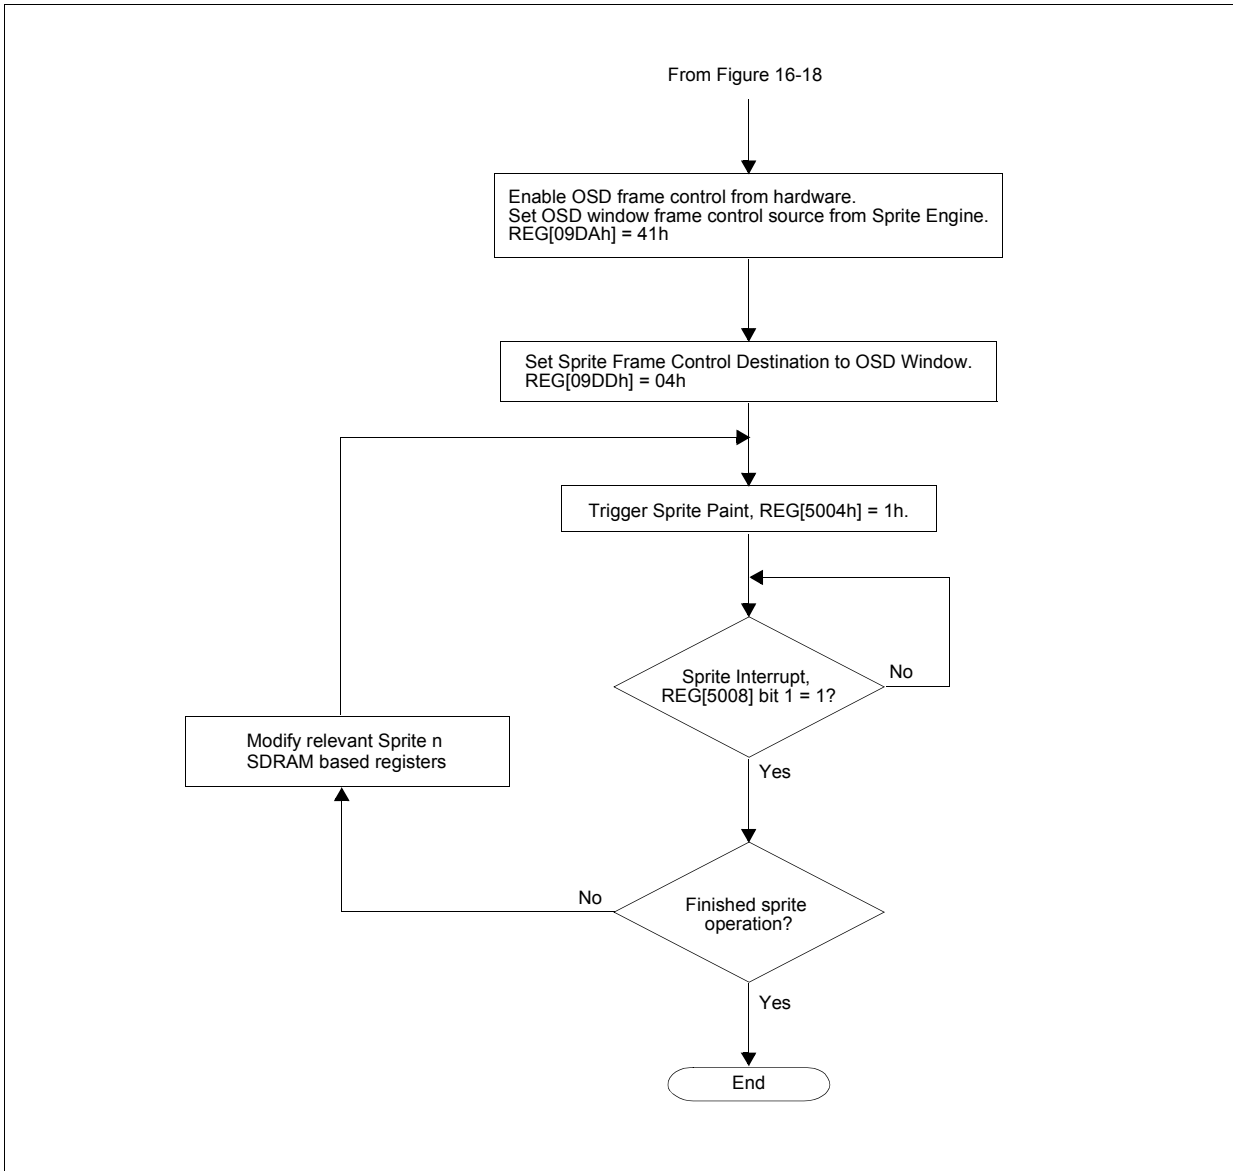 From Figure 16-18
Enable OSD frame control from hardware.
Set OSD window frame control source from Sprite Engine.
REG[09DAh] = 41h
Set Sprite Frame Control Destination to OSD Window.
REG[09DDh] = 04h
Trigger Sprite Paint, REG[5004h] = 1h.
Sprite Interrupt,
REG[5008] bit 1 = 1?
No
Yes
Modify relevant Sprite n
SDRAM based registers
No
Finished sprite
operation?
Yes
End